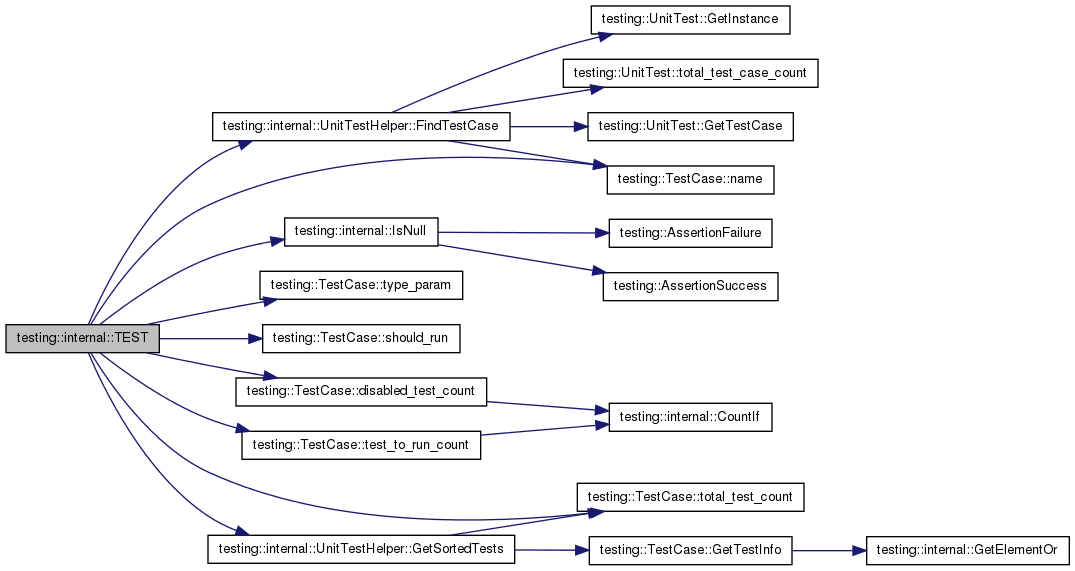 testing::UnitTest::GetInstance
testing::UnitTest::total_test_case_count
testing::internal::UnitTestHelper::FindTestCase
testing::UnitTest::GetTestCase
testing::TestCase::name
testing::internal::IsNull
testing::AssertionFailure
testing::AssertionSuccess
testing::TestCase::type_param
testing::internal::TEST
testing::TestCase::should_run
testing::TestCase::disabled_test_count
testing::internal::CountIf
testing::TestCase::test_to_run_count
testing::TestCase::total_test_count
testing::internal::UnitTestHelper::GetSortedTests
testing::TestCase::GetTestInfo
testing::internal::GetElementOr